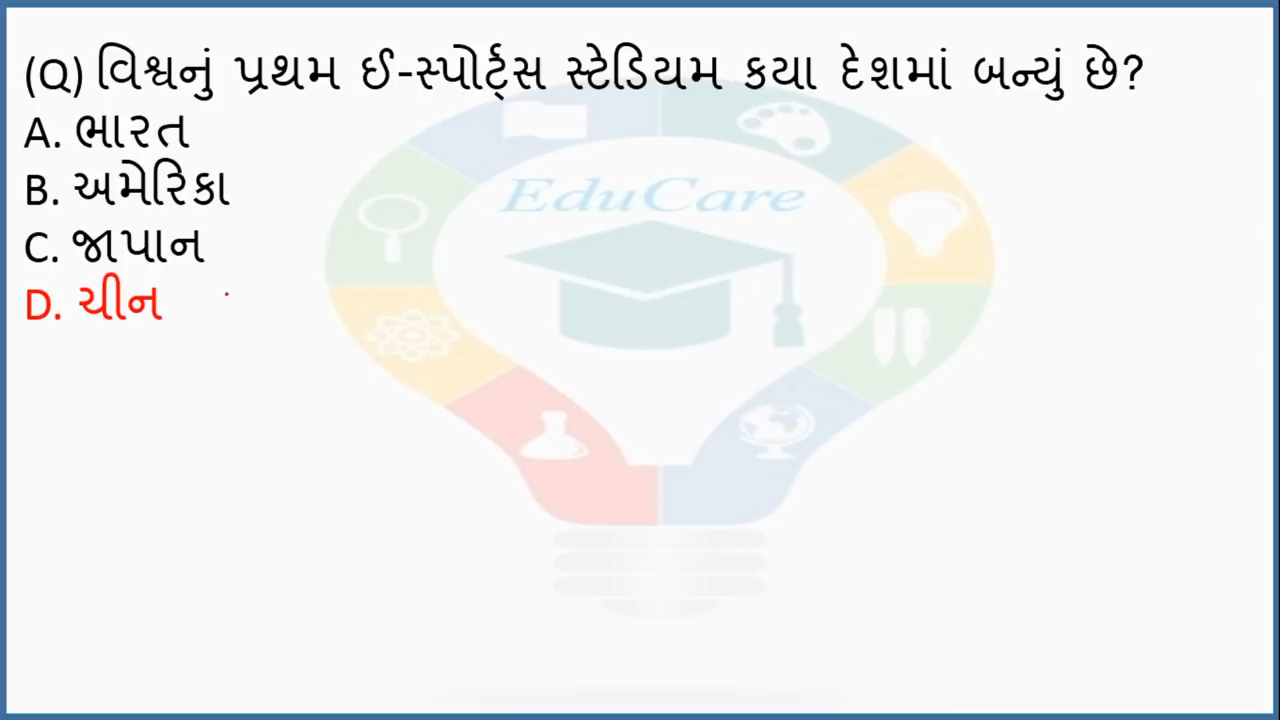 (Q) વિશ્વનું પ્રથમ ઈ-સ્પોર્ટ્સ સ્ટેડિયમ કયા દેશમાં બન્યું છે?
A. ભારત
B. અમેરિકા
C. જાપાન
D. ચીન
EduCare